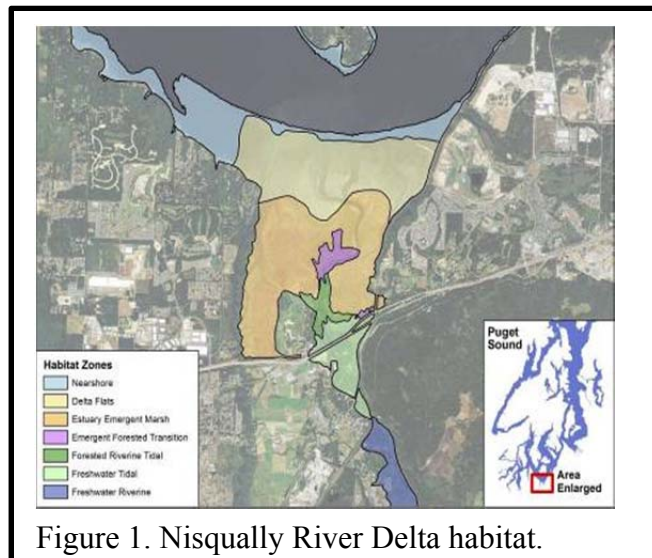 Habitat Zones
Nearshore
Delta Flats
Estuary Emergent Marsh
Emergent Forested Transition
Forested Riverine Tidal
Freshwater Tidal
Freshwater Riverine
Puget
Sound
Area
Enlarged
Figure 1. Nisqually River Delta habitat.